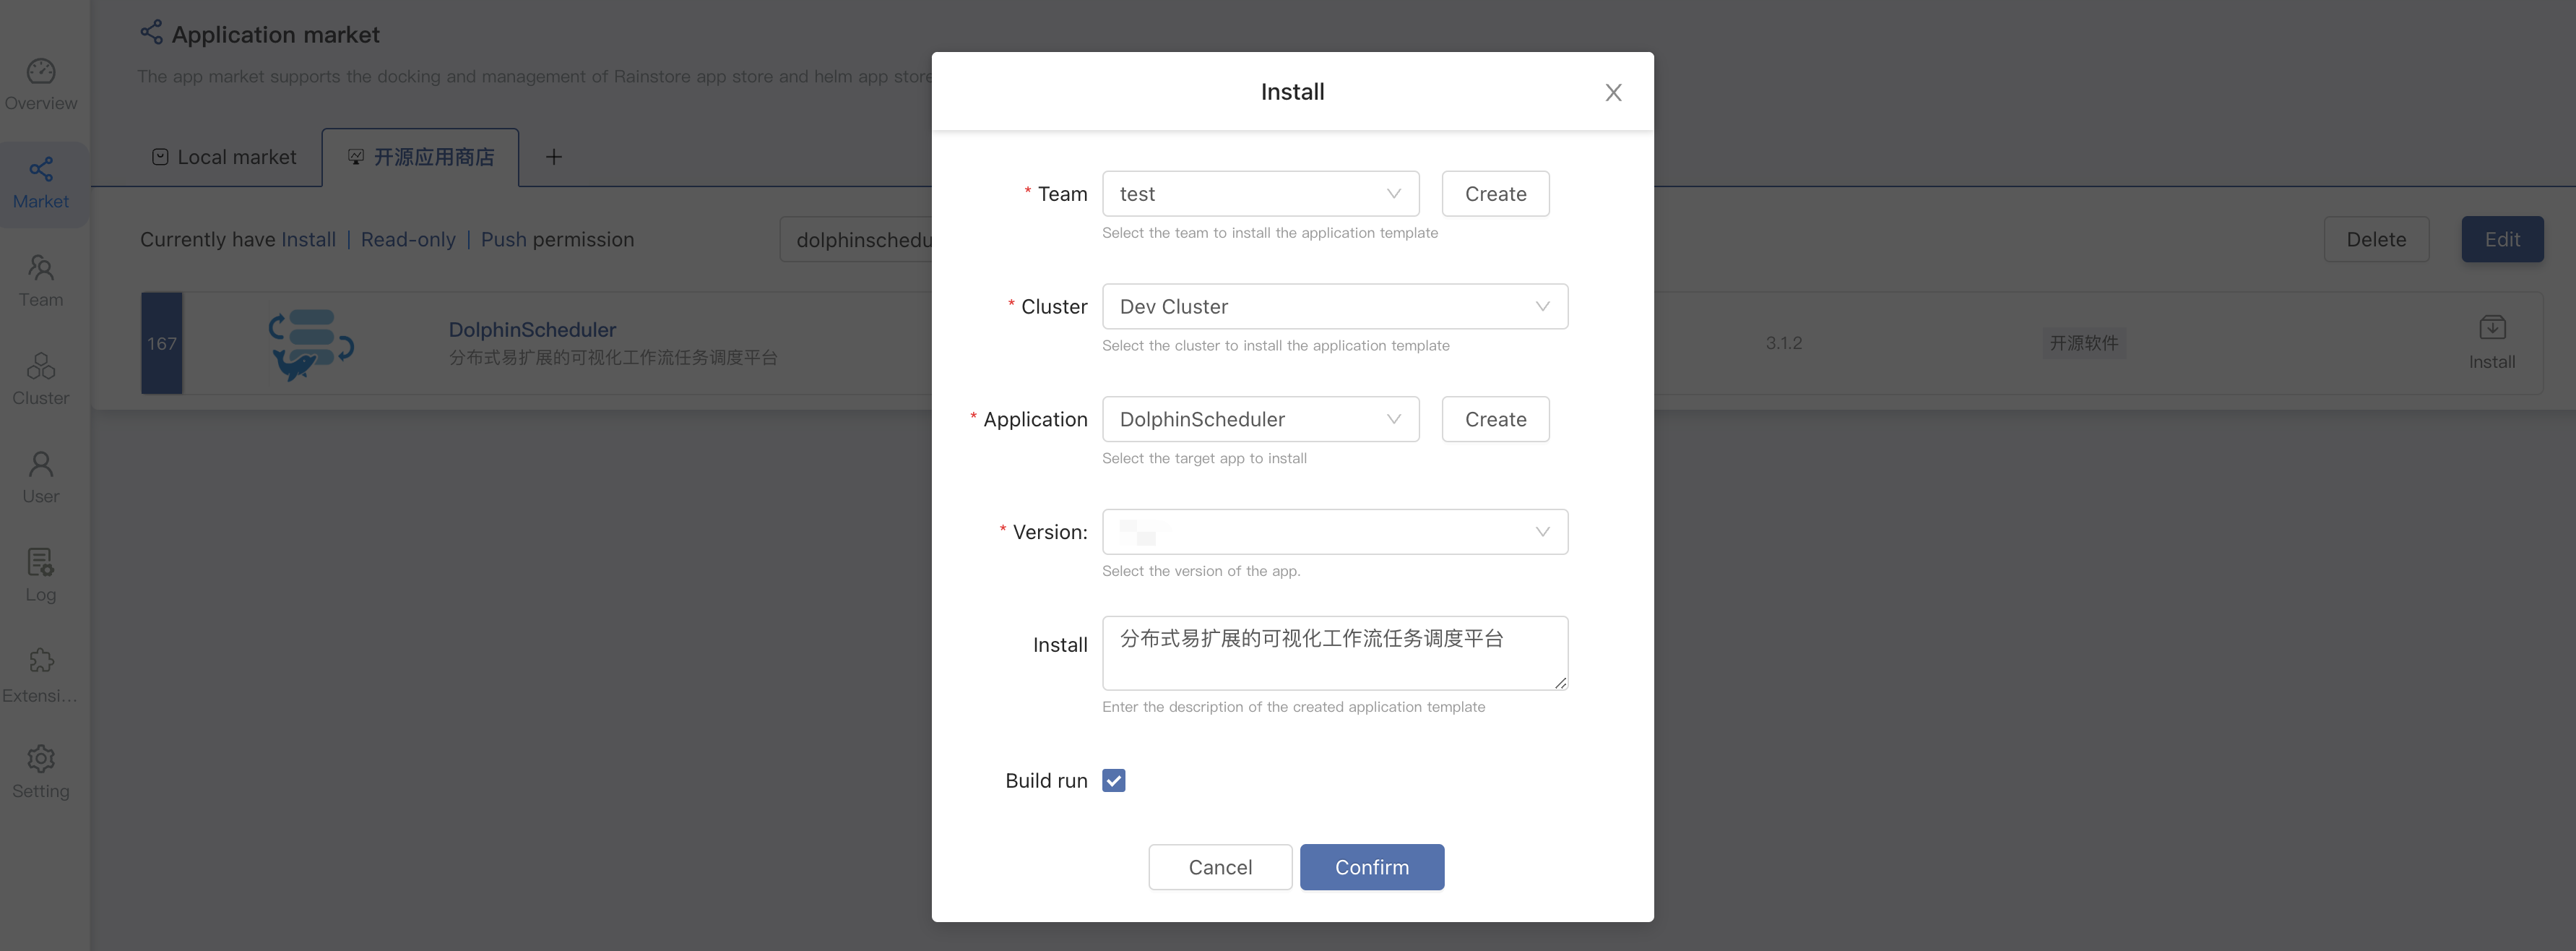 Application market
The app market supports the docking and management of Rainstore app store and helm app store
Overview
Market
Team
Cluster
User
Log
Extensi...
Setting
Local market
开源应用商店
Currently have Install | Read-only | Push permission
dolphinschedu
Delete
Edit
167
DolphinScheduler
分布式易扩展的可视化工作流任务调度平台
3.1.2
开源软件
Install
Install
* Team
test
Create
Select the team to install the application template
* Cluster
Dev Cluster
Select the cluster to install the application template
* Application
DolphinScheduler
Create
Select the target app to install
* Version:
Select the version of the app.
Install
分布式易扩展的可视化工作流任务调度平台
Enter the description of the created application template
Build run
Cancel
Confirm